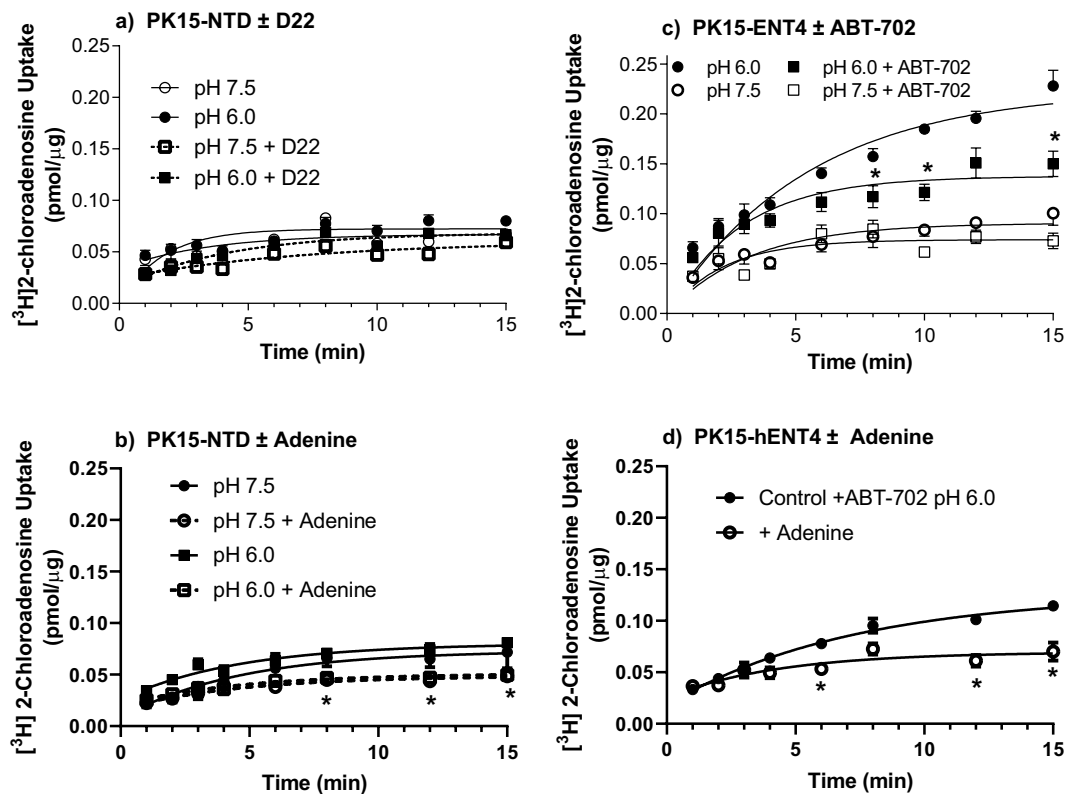 a) PK15-NTD ± D22
[³H]2-chloroadenosine Uptake
(pmol/µg)
0.25
0.20
0.15
0.10
0.05
0.00
pH 7.5
pH 6.0
pH 7.5 + D22
pH 6.0 + D22
0 5 10 15
Time (min)
c) PK15-ENT4 ± ABT-702
[³H]2-chloroadenosine Uptake
(pmol/µg)
0.25
0.20
0.15
0.10
0.05
0.00
pH 6.0 pH 6.0 + ABT-702
pH 7.5 pH 7.5 + ABT-702
* * *
0 5 10 15
Time (min)
b) PK15-NTD ± Adenine
[³H] 2-Chloroadenosine Uptake
(pmol/µg)
0.25
0.20
0.15
0.10
0.05
0.00
pH 7.5
pH 7.5 + Adenine
pH 6.0
pH 6.0 + Adenine
* * *
0 5 10 15
Time (min)
d) PK15-hENT4 ± Adenine
[³H] 2-Chloroadenosine Uptake
(pmol/µg)
0.25
0.20
0.15
0.10
0.05
0.00
Control +ABT-702 pH 6.0
+ Adenine
* * *
0 5 10 15
Time (min)